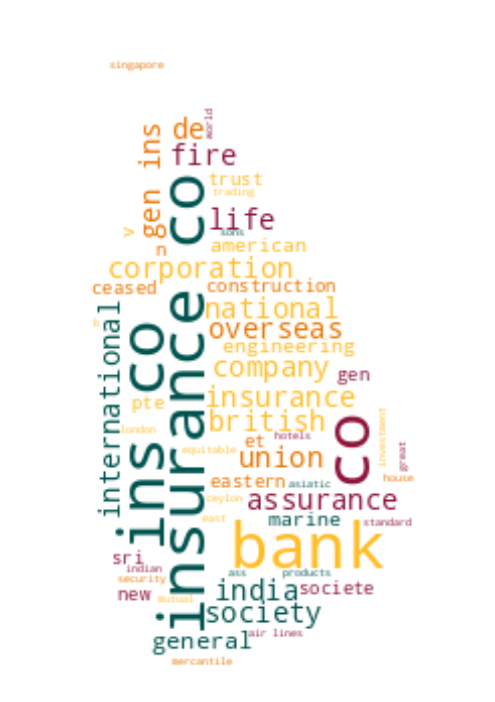 singapore
world
de
gen ins
fire
co
trust
trading
life
sons
v
n
american
corporation
ceased
construction
insurance
national
international
overseas
co
engineering
company
gen
insurance
pte
british
co
london
et
hotels
investment
great
equitable
union
ins
house
eastern
asiatic
ceylon
assurance
east
marine
standard
bank
sri
indian
ass
products
security
india
societe
new
mutual
society
general
air lines
mercantile